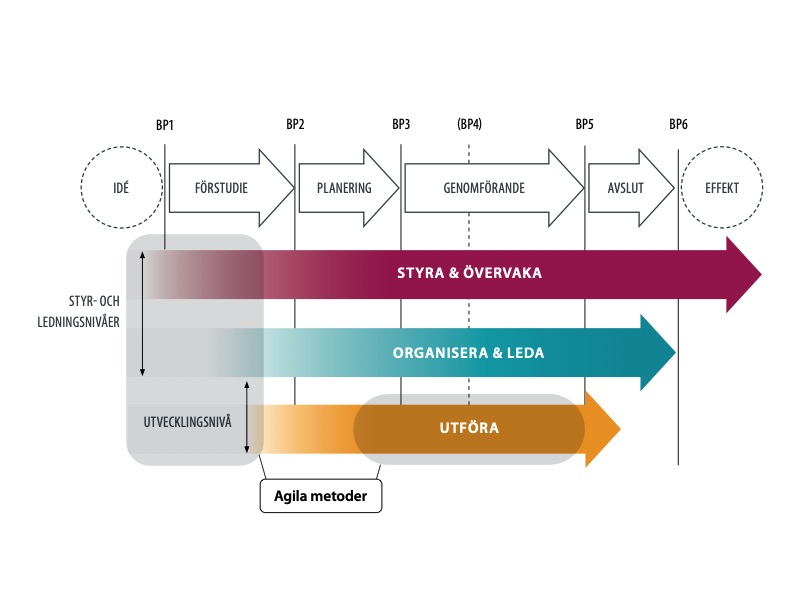 BP1
BP2
BP3
(BP4)
BP5
BP6
IDÉ
FÖRSTUDIE
PLANERING
GENOMFÖRANDE
AVSLUT
EFFEKT
STYRA & ÖVERVAKA
STYR- OCH
LEDNINGSNIVÅER
ORGANISERA & LEDA
UTVECKLINGSNIVÅ
UTFÖRA
Agila metoder